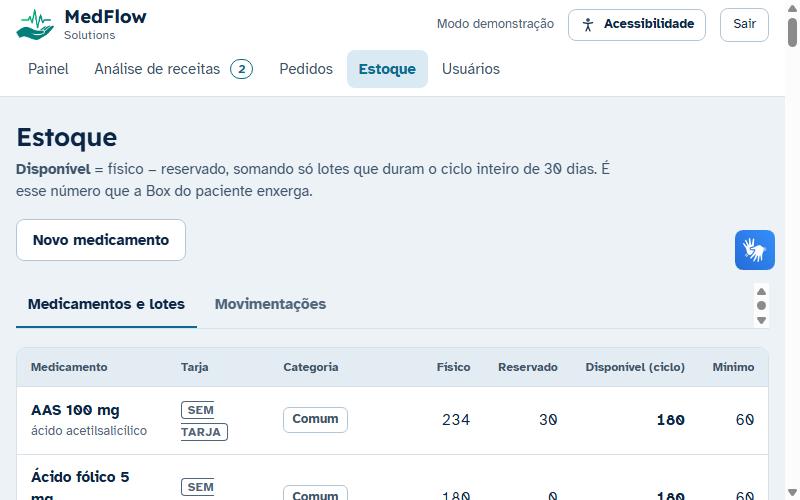 MedFlow
Solutions
Modo demonstração
Acessibilidade
Sair
Painel
Análise de receitas 2
Pedidos
Estoque
Usuários
Estoque
Disponível = físico – reservado, somando só lotes que duram o ciclo inteiro de 30 dias. É
esse número que a Box do paciente enxerga.
Novo medicamento
Medicamentos e lotes
Movimentações
Medicamento Tarja Categoria Físico Reservado Disponível (ciclo) Mínimo
AAS 100 mg
ácido acetilsalicílico
SEM
TARJA
Comum 234 30 180 60
Ácido fólico 5
mg
SEM
Comum 180 0 180 60